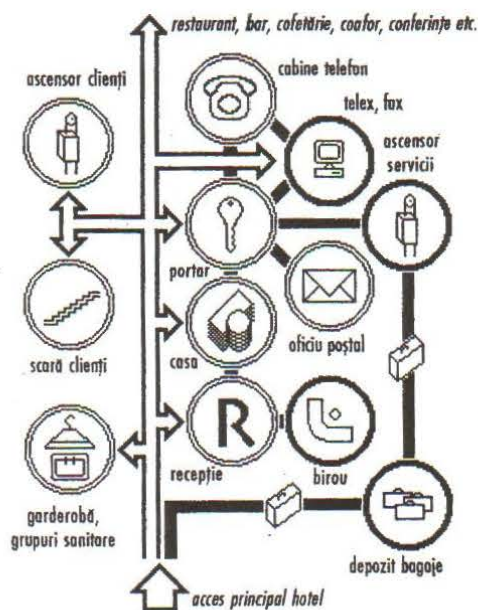 restaurant, bar, cofetărie, coafor, conferințe etc.
ascensor clienți
cabine telefon
telex, fax
ascensor
servicii
portar
scară clienți
casa
oficiu poștal
R
recepție
birou
garderobă,
grupuri sanitare
depozit bagaje
acces principal hotel